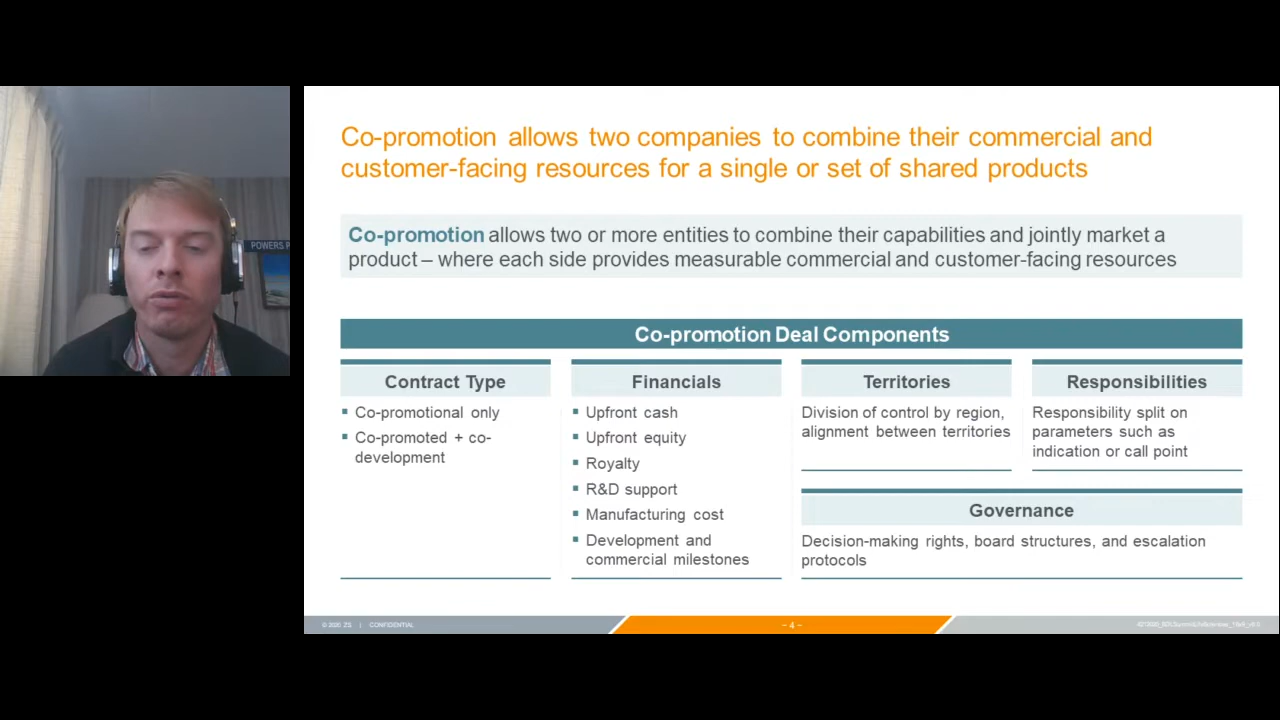 POWERS P
Co-promotion allows two companies to combine their commercial and
customer-facing resources for a single or set of shared products
Co-promotion allows two or more entities to combine their capabilities and jointly market a
product – where each side provides measurable commercial and customer-facing resources
Co-promotion Deal Components
Contract Type
▪ Co-promotional only
▪ Co-promoted + co-
development
Financials
▪ Upfront cash
▪ Upfront equity
▪ Royalty
▪ R&D support
▪ Manufacturing cost
▪ Development and
commercial milestones
Territories
Division of control by region,
alignment between territories
Responsibilities
Responsibility split on
parameters such as
indication or call point
Governance
Decision-making rights, board structures, and escalation
protocols
© 2020 ZS | CONFIDENTIAL
– 4 –